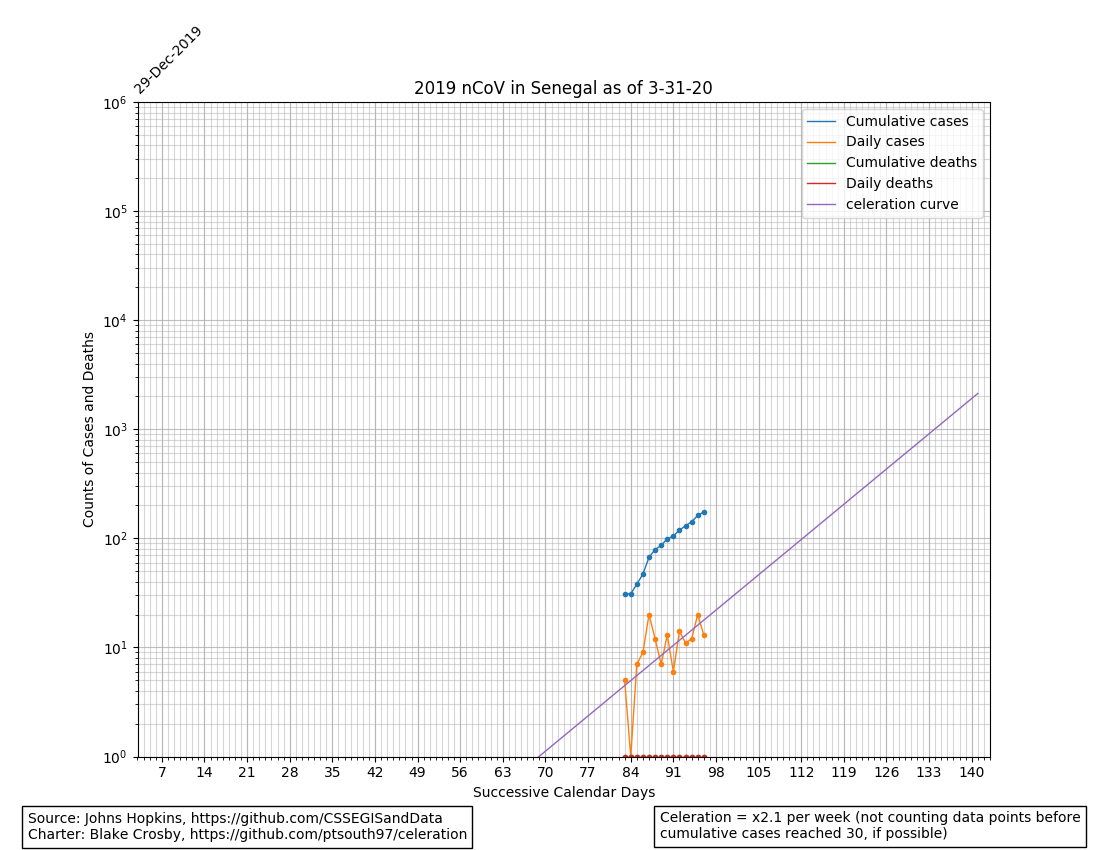 29-Dec-2019
2019 nCoV in Senegal as of 3-31-20
10^6
10^5
10^4
10^3
10^2
10^1
10^0
Counts of Cases and Deaths
Cumulative cases
Daily cases
Cumulative deaths
Daily deaths
celeration curve
7 14 21 28 35 42 49 56 63 70 77 84 91 98 105 112 119 126 133 140
Successive Calendar Days
Source: Johns Hopkins, https://github.com/CSSEGISandData
Charter: Blake Crosby, https://github.com/ptsouth97/celeration
Celeration = x2.1 per week (not counting data points before
cumulative cases reached 30, if possible)